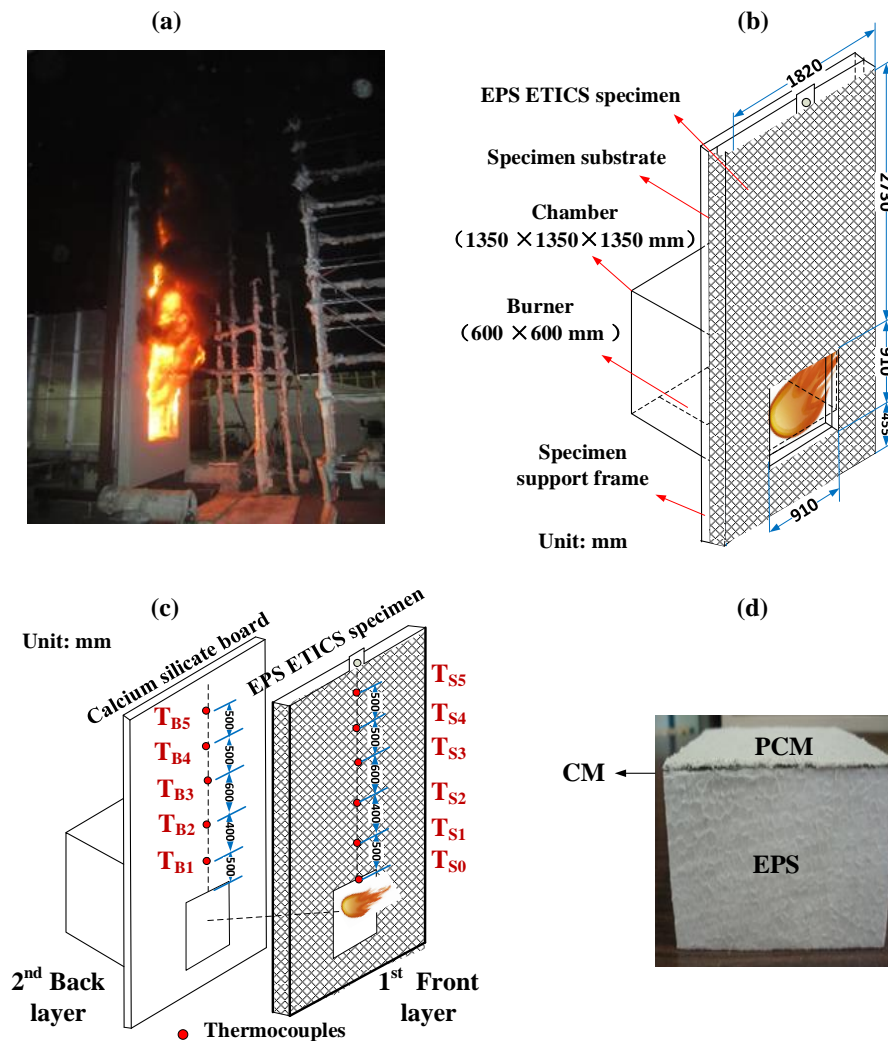 (a)
(b)
1820
EPS ETICS specimen
Specimen substrate
2730
Chamber
(1350 ×1350×1350 mm)
Burner
(600 ×600 mm)
910
455
Specimen
support frame
910
Unit: mm
(c)
(d)
Unit: mm
Calcium silicate board
EPS ETICS specimen
TB5
TB4
TB3
TB2
TB1
500
500
600
400
500
TS5
TS4
TS3
TS2
TS1
TS0
500
500
600
400
500
2nd Back
layer
1st Front
layer
Thermocouples
PCM
CM
EPS